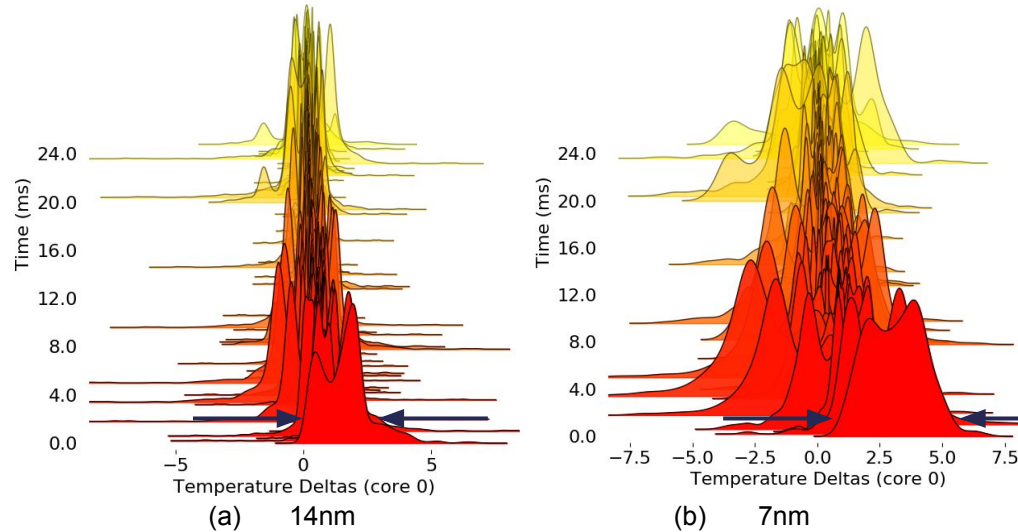 24.0
20.0
16.0
12.0
8.0
4.0
0.0
Time (ms)
−5 0 5
Temperature Deltas (core 0)
(a) 14nm
24.0
20.0
16.0
12.0
8.0
4.0
0.0
Time (ms)
−7.5 −5.0 −2.5 0.0 2.5 5.0 7.5
Temperature Deltas (core 0)
(b) 7nm